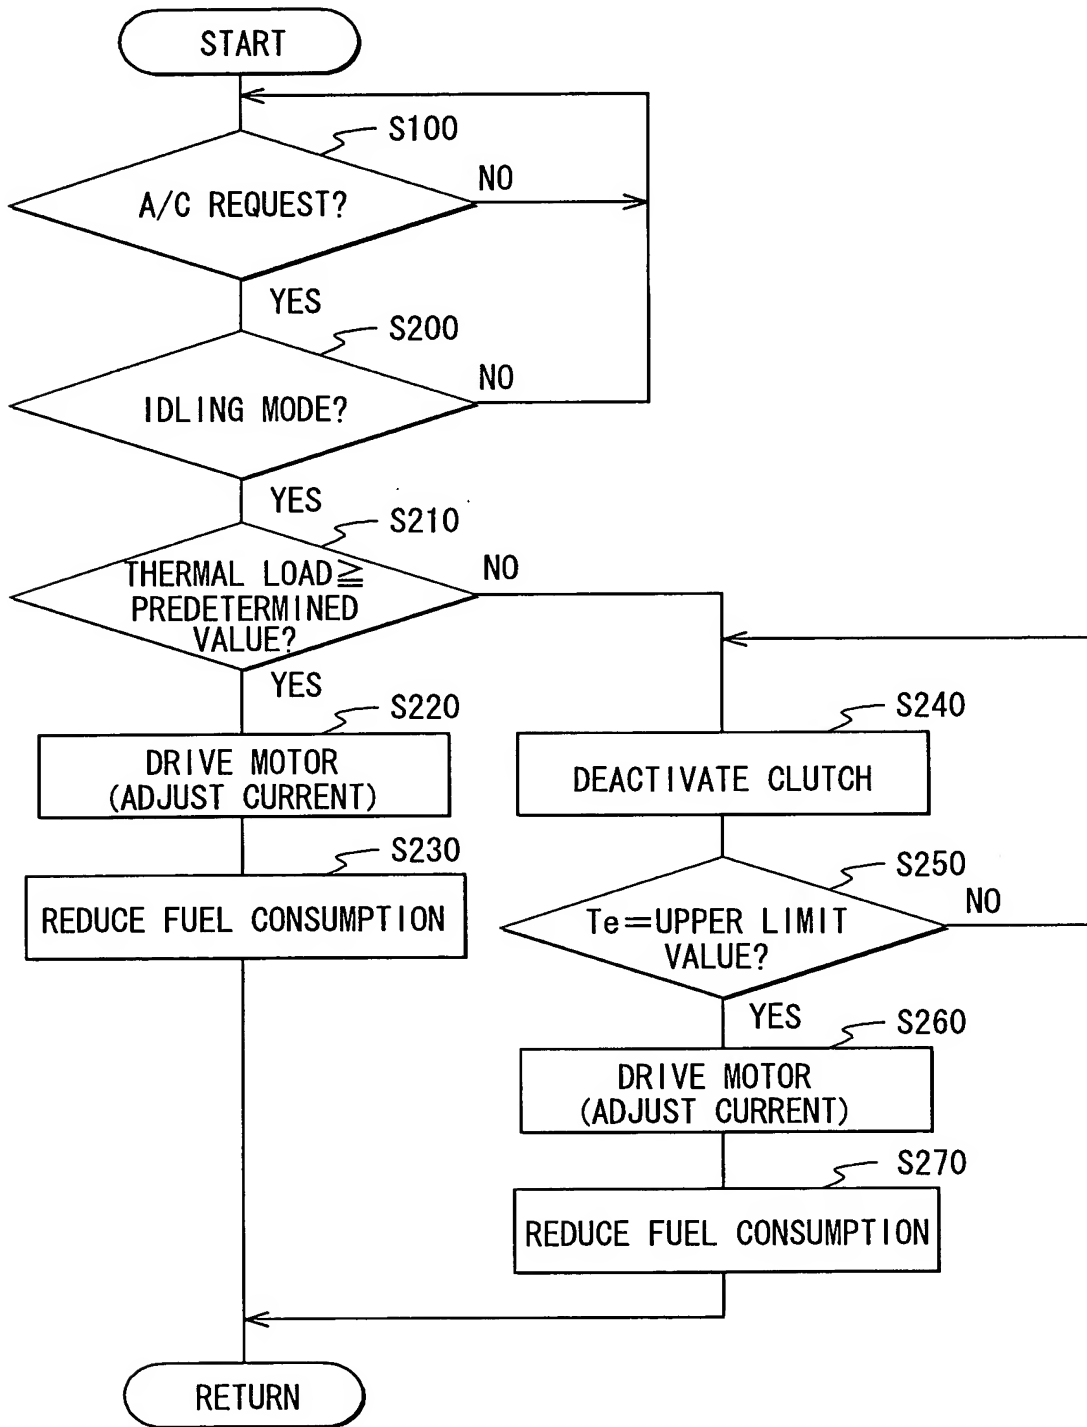 START
S100
A/C REQUEST?
NO
YES
S200
IDLING MODE?
NO
YES
S210
THERMAL LOAD≧
PREDETERMINED
VALUE?
NO
YES
S220
DRIVE MOTOR
(ADJUST CURRENT)
S230
REDUCE FUEL CONSUMPTION
S240
DEACTIVATE CLUTCH
S250
Te=UPPER LIMIT
VALUE?
NO
YES
S260
DRIVE MOTOR
(ADJUST CURRENT)
S270
REDUCE FUEL CONSUMPTION
RETURN